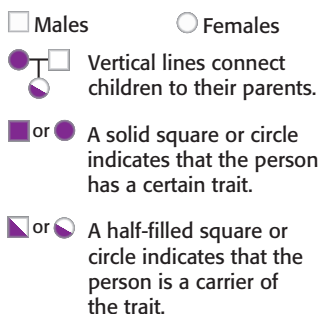 Males Females
Vertical lines connect
children to their parents.
or A solid square or circle
indicates that the person
has a certain trait.
or A half-filled square or
circle indicates that the
person is a carrier of
the trait.